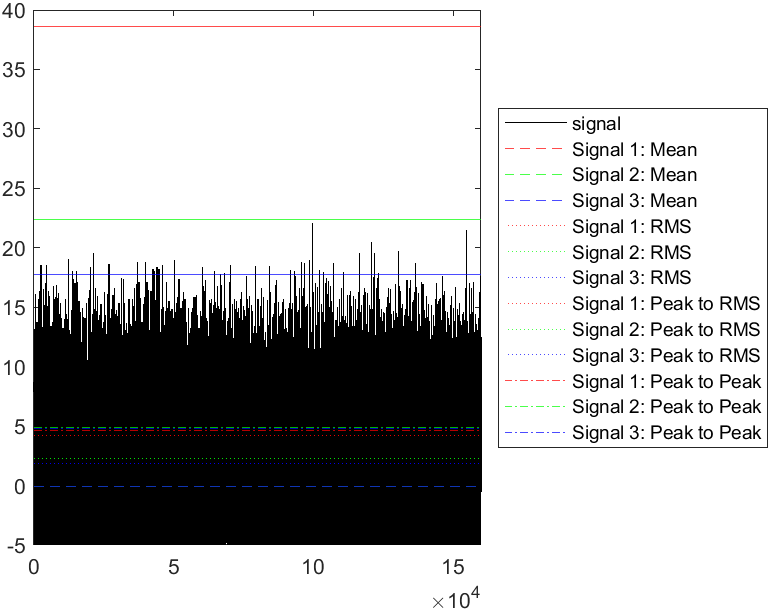 40
35
30
25
20
15
10
5
0
-5
0 5 10 15
×10^4
signal
Signal 1: Mean
Signal 2: Mean
Signal 3: Mean
Signal 1: RMS
Signal 2: RMS
Signal 3: RMS
Signal 1: Peak to RMS
Signal 2: Peak to RMS
Signal 3: Peak to RMS
Signal 1: Peak to Peak
Signal 2: Peak to Peak
Signal 3: Peak to Peak